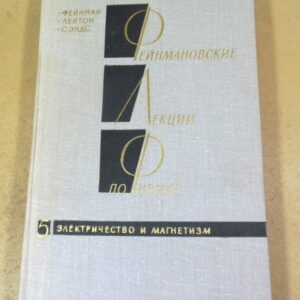 ФЕЙНМАН
ЛЕЙТОН
СЭНДС
ФЕЙНМАНОВСКИЕ
ЛЕКЦИИ
ПО ФИЗИКЕ
5 ЭЛЕКТРИЧЕСТВО И МАГНЕТИЗМ